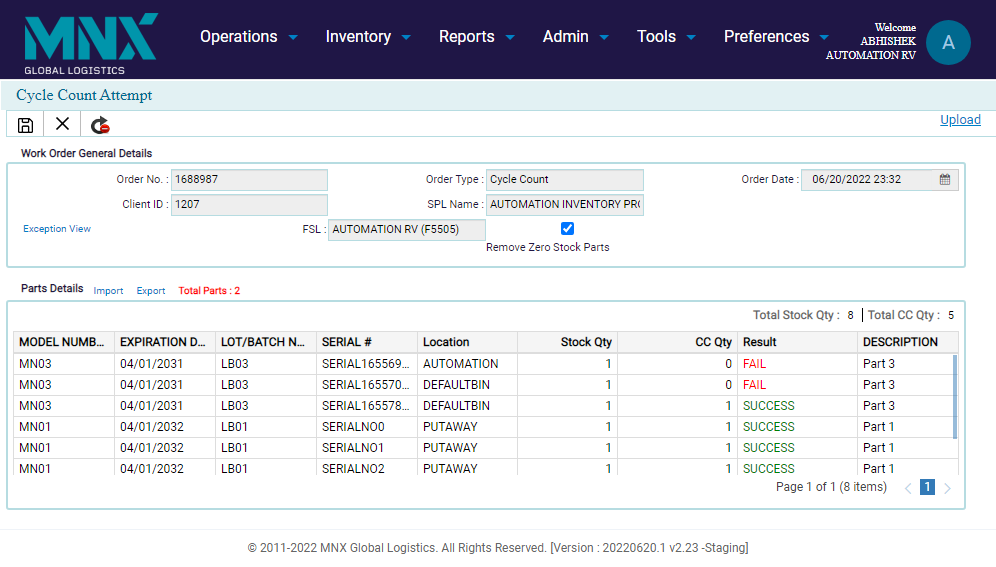 MNX
GLOBAL LOGISTICS
Operations Inventory Reports Admin Tools Preferences
Welcome
ABHISHEK
AUTOMATION RV
A
Cycle Count Attempt
Upload
Work Order General Details
Order No. : 1688987 Order Type : Cycle Count Order Date : 06/20/2022 23:32
Client ID : 1207 SPL Name : AUTOMATION INVENTORY PR
Exception View FSL : AUTOMATION RV (F5505)
Remove Zero Stock Parts
Parts Details Import Export Total Parts : 2
Total Stock Qty : 8 Total CC Qty : 5
MODEL NUMB... EXPIRATION D... LOT/BATCH N... SERIAL # Location Stock Qty CC Qty Result DESCRIPTION
MN03 04/01/2031 LB03 SERIAL165569... AUTOMATION 1 0 FAIL Part 3
MN03 04/01/2031 LB03 SERIAL165570... DEFAULTBIN 1 0 FAIL Part 3
MN03 04/01/2031 LB03 SERIAL165578... DEFAULTBIN 1 1 SUCCESS Part 3
MN01 04/01/2032 LB01 SERIALNO0 PUTAWAY 1 1 SUCCESS Part 1
MN01 04/01/2032 LB01 SERIALNO1 PUTAWAY 1 1 SUCCESS Part 1
MN01 04/01/2032 LB01 SERIALNO2 PUTAWAY 1 1 SUCCESS Part 1
Page 1 of 1 (8 items) 1
© 2011-2022 MNX Global Logistics. All Rights Reserved. [Version : 20220620.1 v2.23 -Staging]